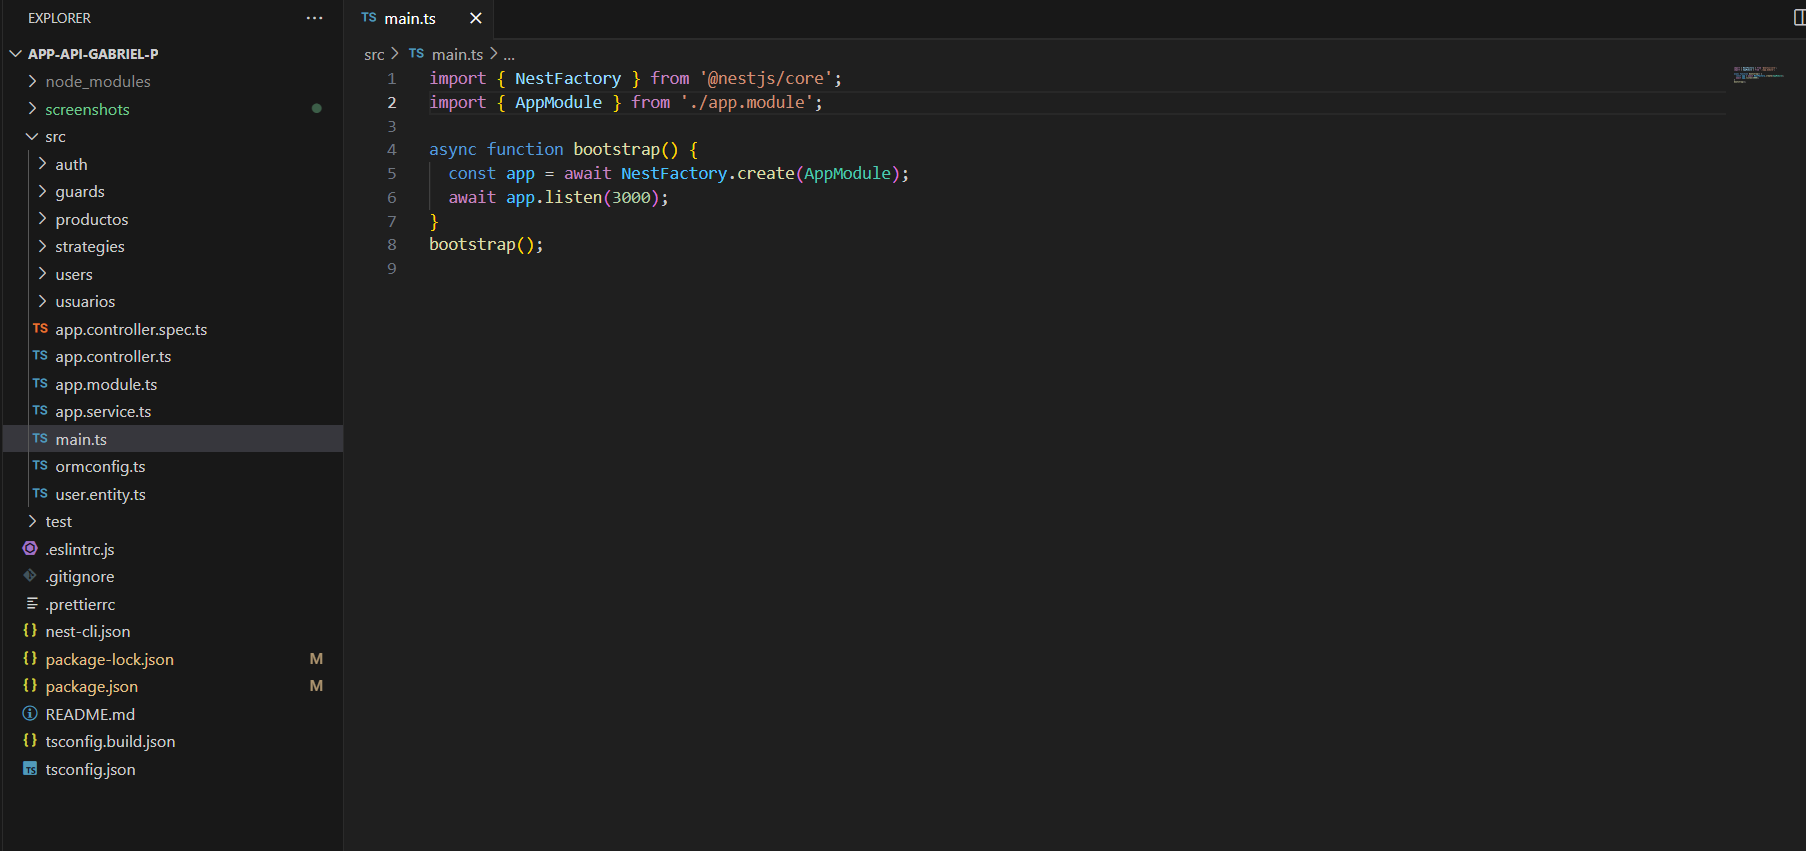 EXPLORER
APP-API-GABRIEL-P
node_modules
screenshots
src
auth
guards
productos
strategies
users
usuarios
TS app.controller.spec.ts
TS app.controller.ts
TS app.module.ts
TS app.service.ts
TS main.ts
TS ormconfig.ts
TS user.entity.ts
test
.eslintrc.js
.gitignore
.prettierrc
{} nest-cli.json
{} package-lock.json M
{} package.json M
README.md
{} tsconfig.build.json
TS tsconfig.json
TS main.ts
src > TS main.ts > ...
1 import { NestFactory } from '@nestjs/core';
2 import { AppModule } from './app.module';
3
4 async function bootstrap() {
5   const app = await NestFactory.create(AppModule);
6   await app.listen(3000);
7 }
8 bootstrap();
9